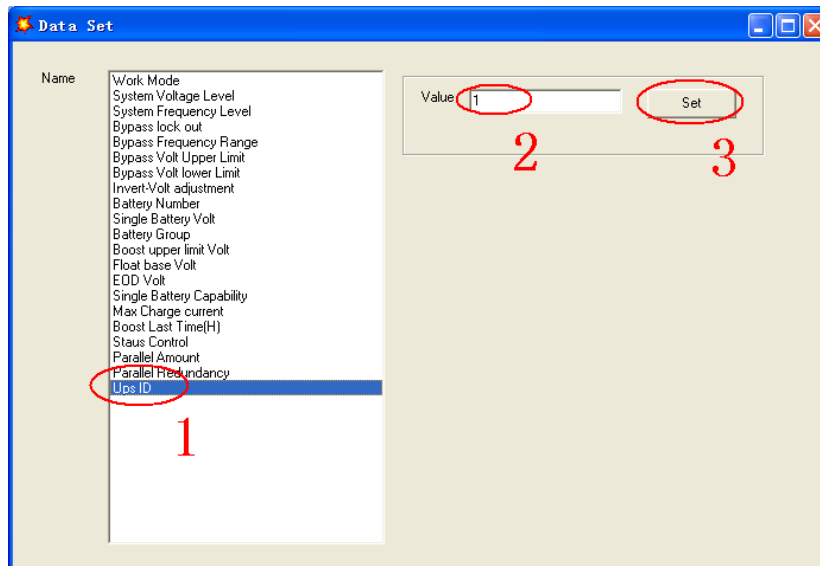 Data Set
Name
Work Mode
System Voltage Level
System Frequency Level
Bypass lock out
Bypass Frequency Range
Bypass Volt Upper Limit
Bypass Volt lower Limit
Invert-Volt adjustment
Battery Number
Single Battery Volt
Battery Group
Boost upper limit Volt
Float base Volt
EOD Volt
Single Battery Capability
Max Charge current
Boost Last Time(H)
Staus Control
Parallel Amount
Parallel Redundancy
Ups ID
1
Value 1
Set
2
3